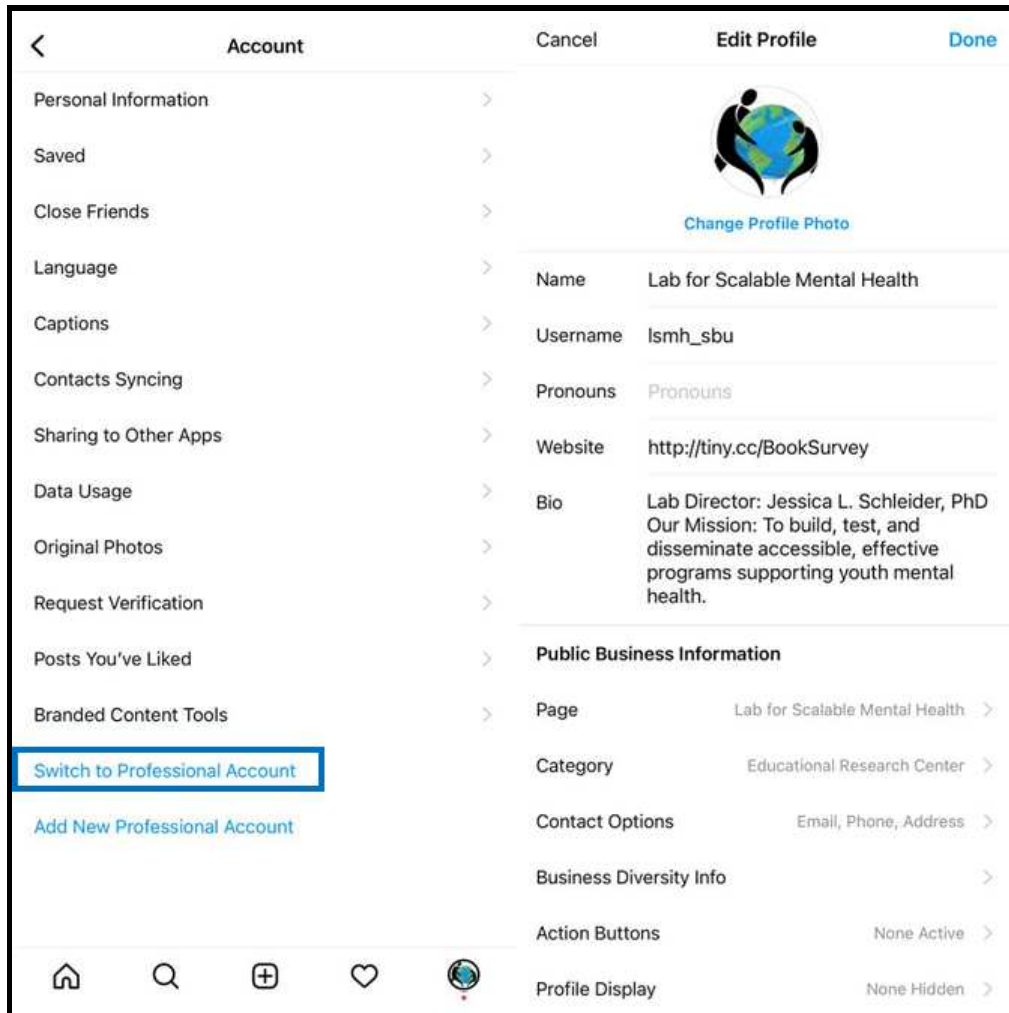 Account
Personal Information
Saved
Close Friends
Language
Captions
Contacts Syncing
Sharing to Other Apps
Data Usage
Original Photos
Request Verification
Posts You've Liked
Branded Content Tools
Switch to Professional Account
Add New Professional Account
Cancel Edit Profile Done
Change Profile Photo
Name Lab for Scalable Mental Health
Username lsmh_sbu
Pronouns Pronouns
Website http://tiny.cc/BookSurvey
Bio Lab Director: Jessica L. Schleider, PhD
Our Mission: To build, test, and
disseminate accessible, effective
programs supporting youth mental
health.
Public Business Information
Page Lab for Scalable Mental Health
Category Educational Research Center
Contact Options Email, Phone, Address
Business Diversity Info
Action Buttons None Active
Profile Display None Hidden